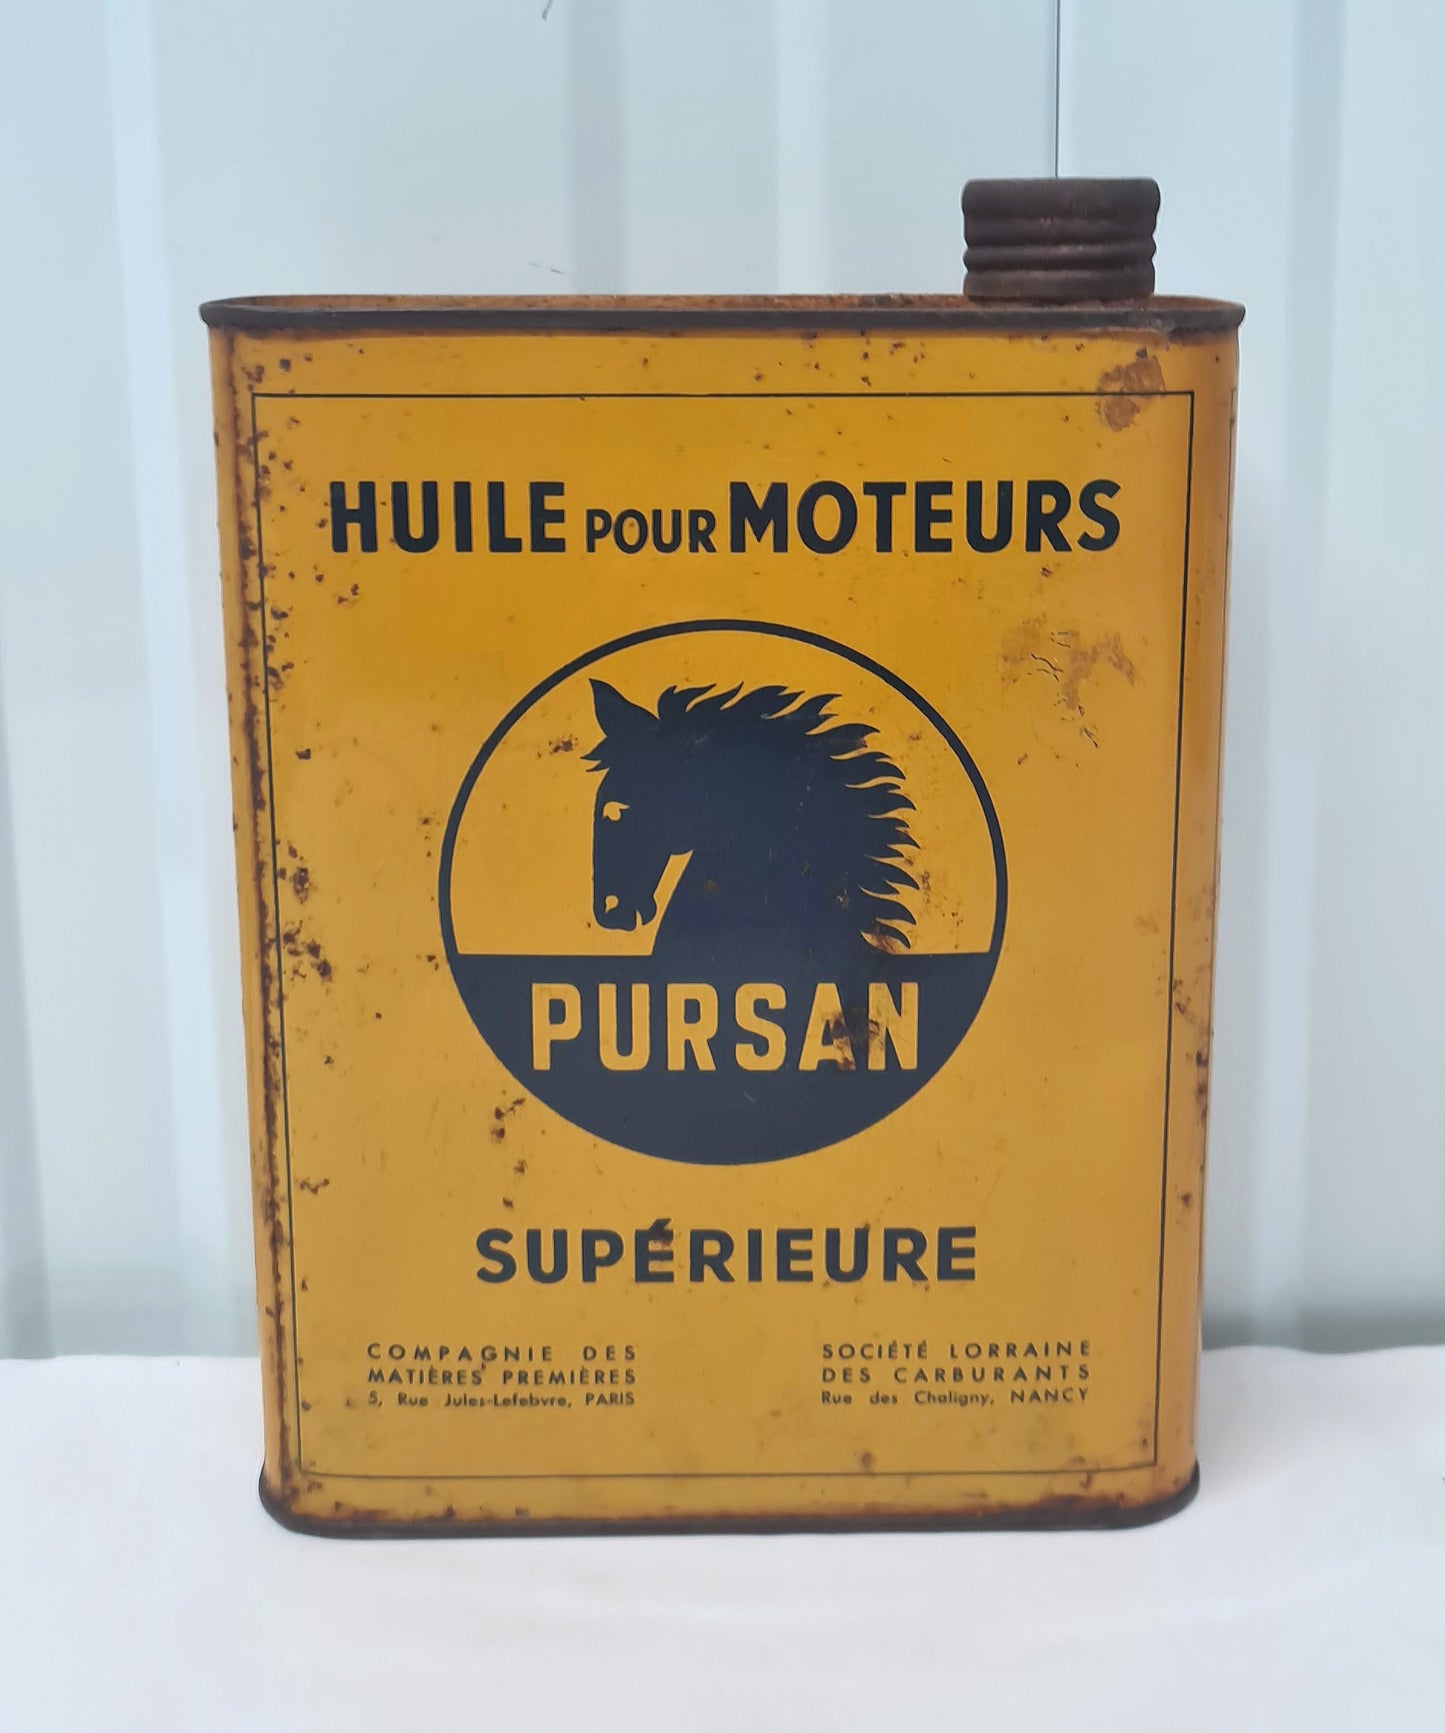 HUILE POUR MOTEURS
PURSAN
SUPÉRIEURE
COMPAGNIE DES
MATIÈRES PREMIÈRES
5, Rue Jules-Lefebvre, PARIS
SOCIÉTÉ LORRAINE
DES CARBURANTS
Rue des Chaligny, NANCY